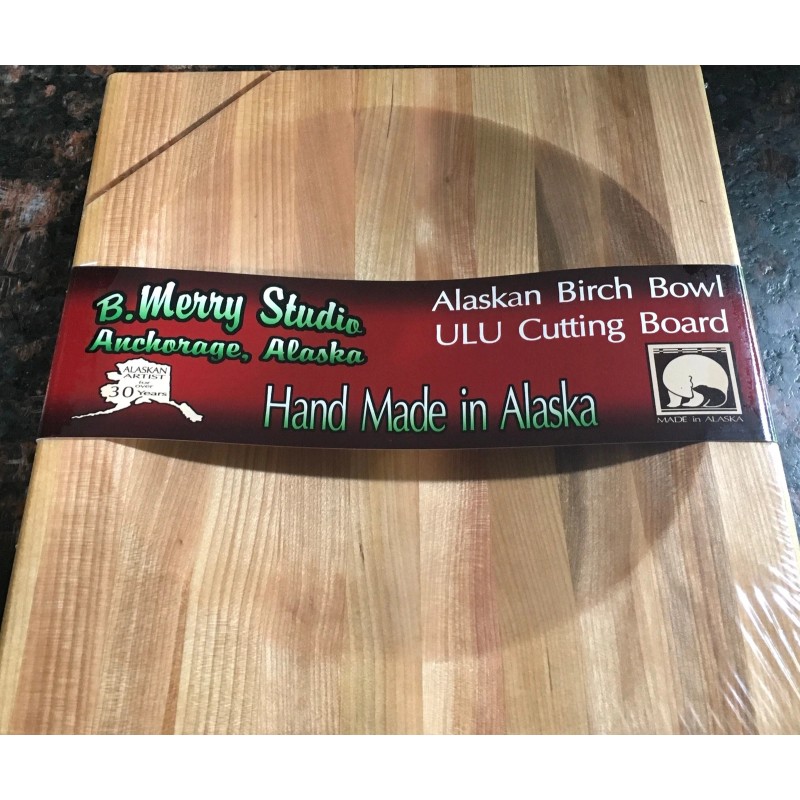 B. Merry Studio
Anchorage, Alaska
ALASKAN
ARTIST
for over
30 Years
Alaskan Birch Bowl
ULU Cutting Board
Hand Made in Alaska
MADE in ALASKA